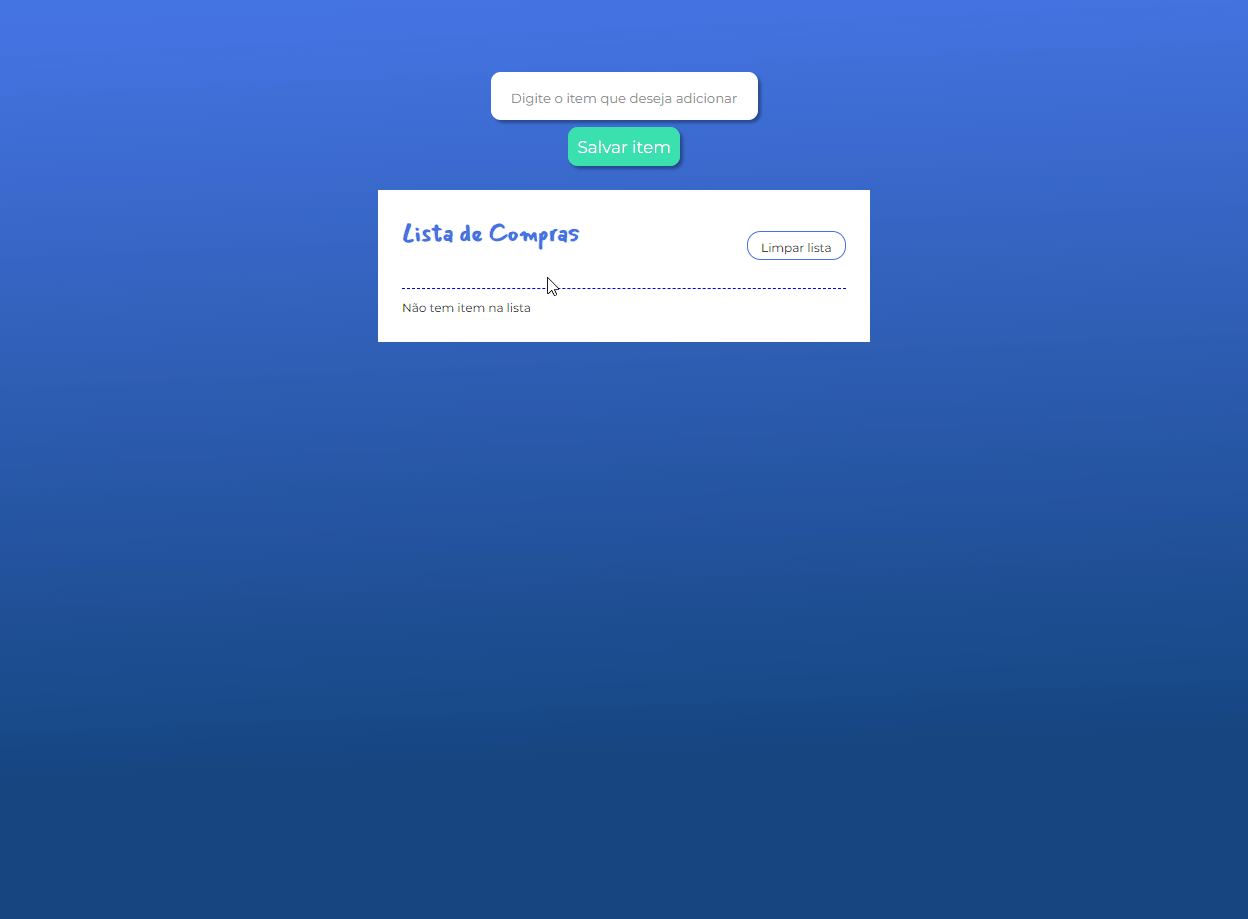 Digite o item que deseja adicionar
Salvar item
Lista de Compras
Limpar lista
Não tem item na lista